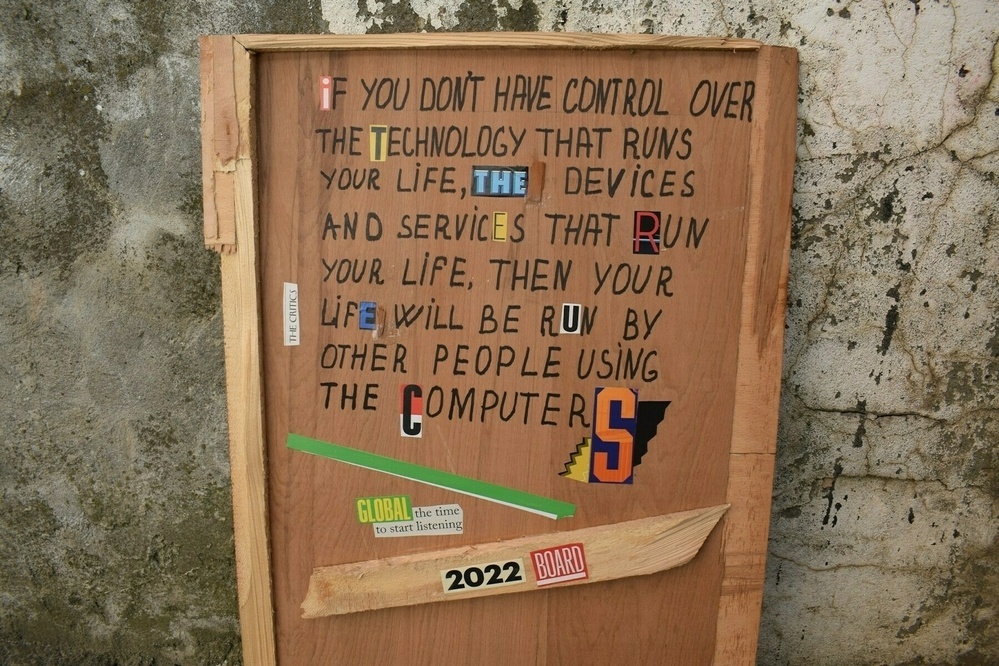 iF YOU DON'T HAVE CONTROL OVER
THE TECHNOLOGY THAT RUNS
YOUR LiFE, THE DEVICES
AND SERVICES THAT RUN
YOUR LiFE, THEN YOUR
LiFE WiLL BE RUN BY
OTHER PEOPLE USiNG
THE COMPUTERS
THE CRITICS
GLOBAL the time
to start listening
2022 BOARD